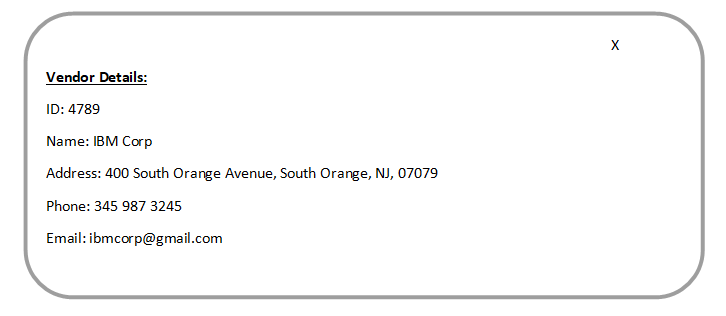 X
Vendor Details:
ID: 4789
Name: IBM Corp
Address: 400 South Orange Avenue, South Orange, NJ, 07079
Phone: 345 987 3245
Email: ibmcorp@gmail.com